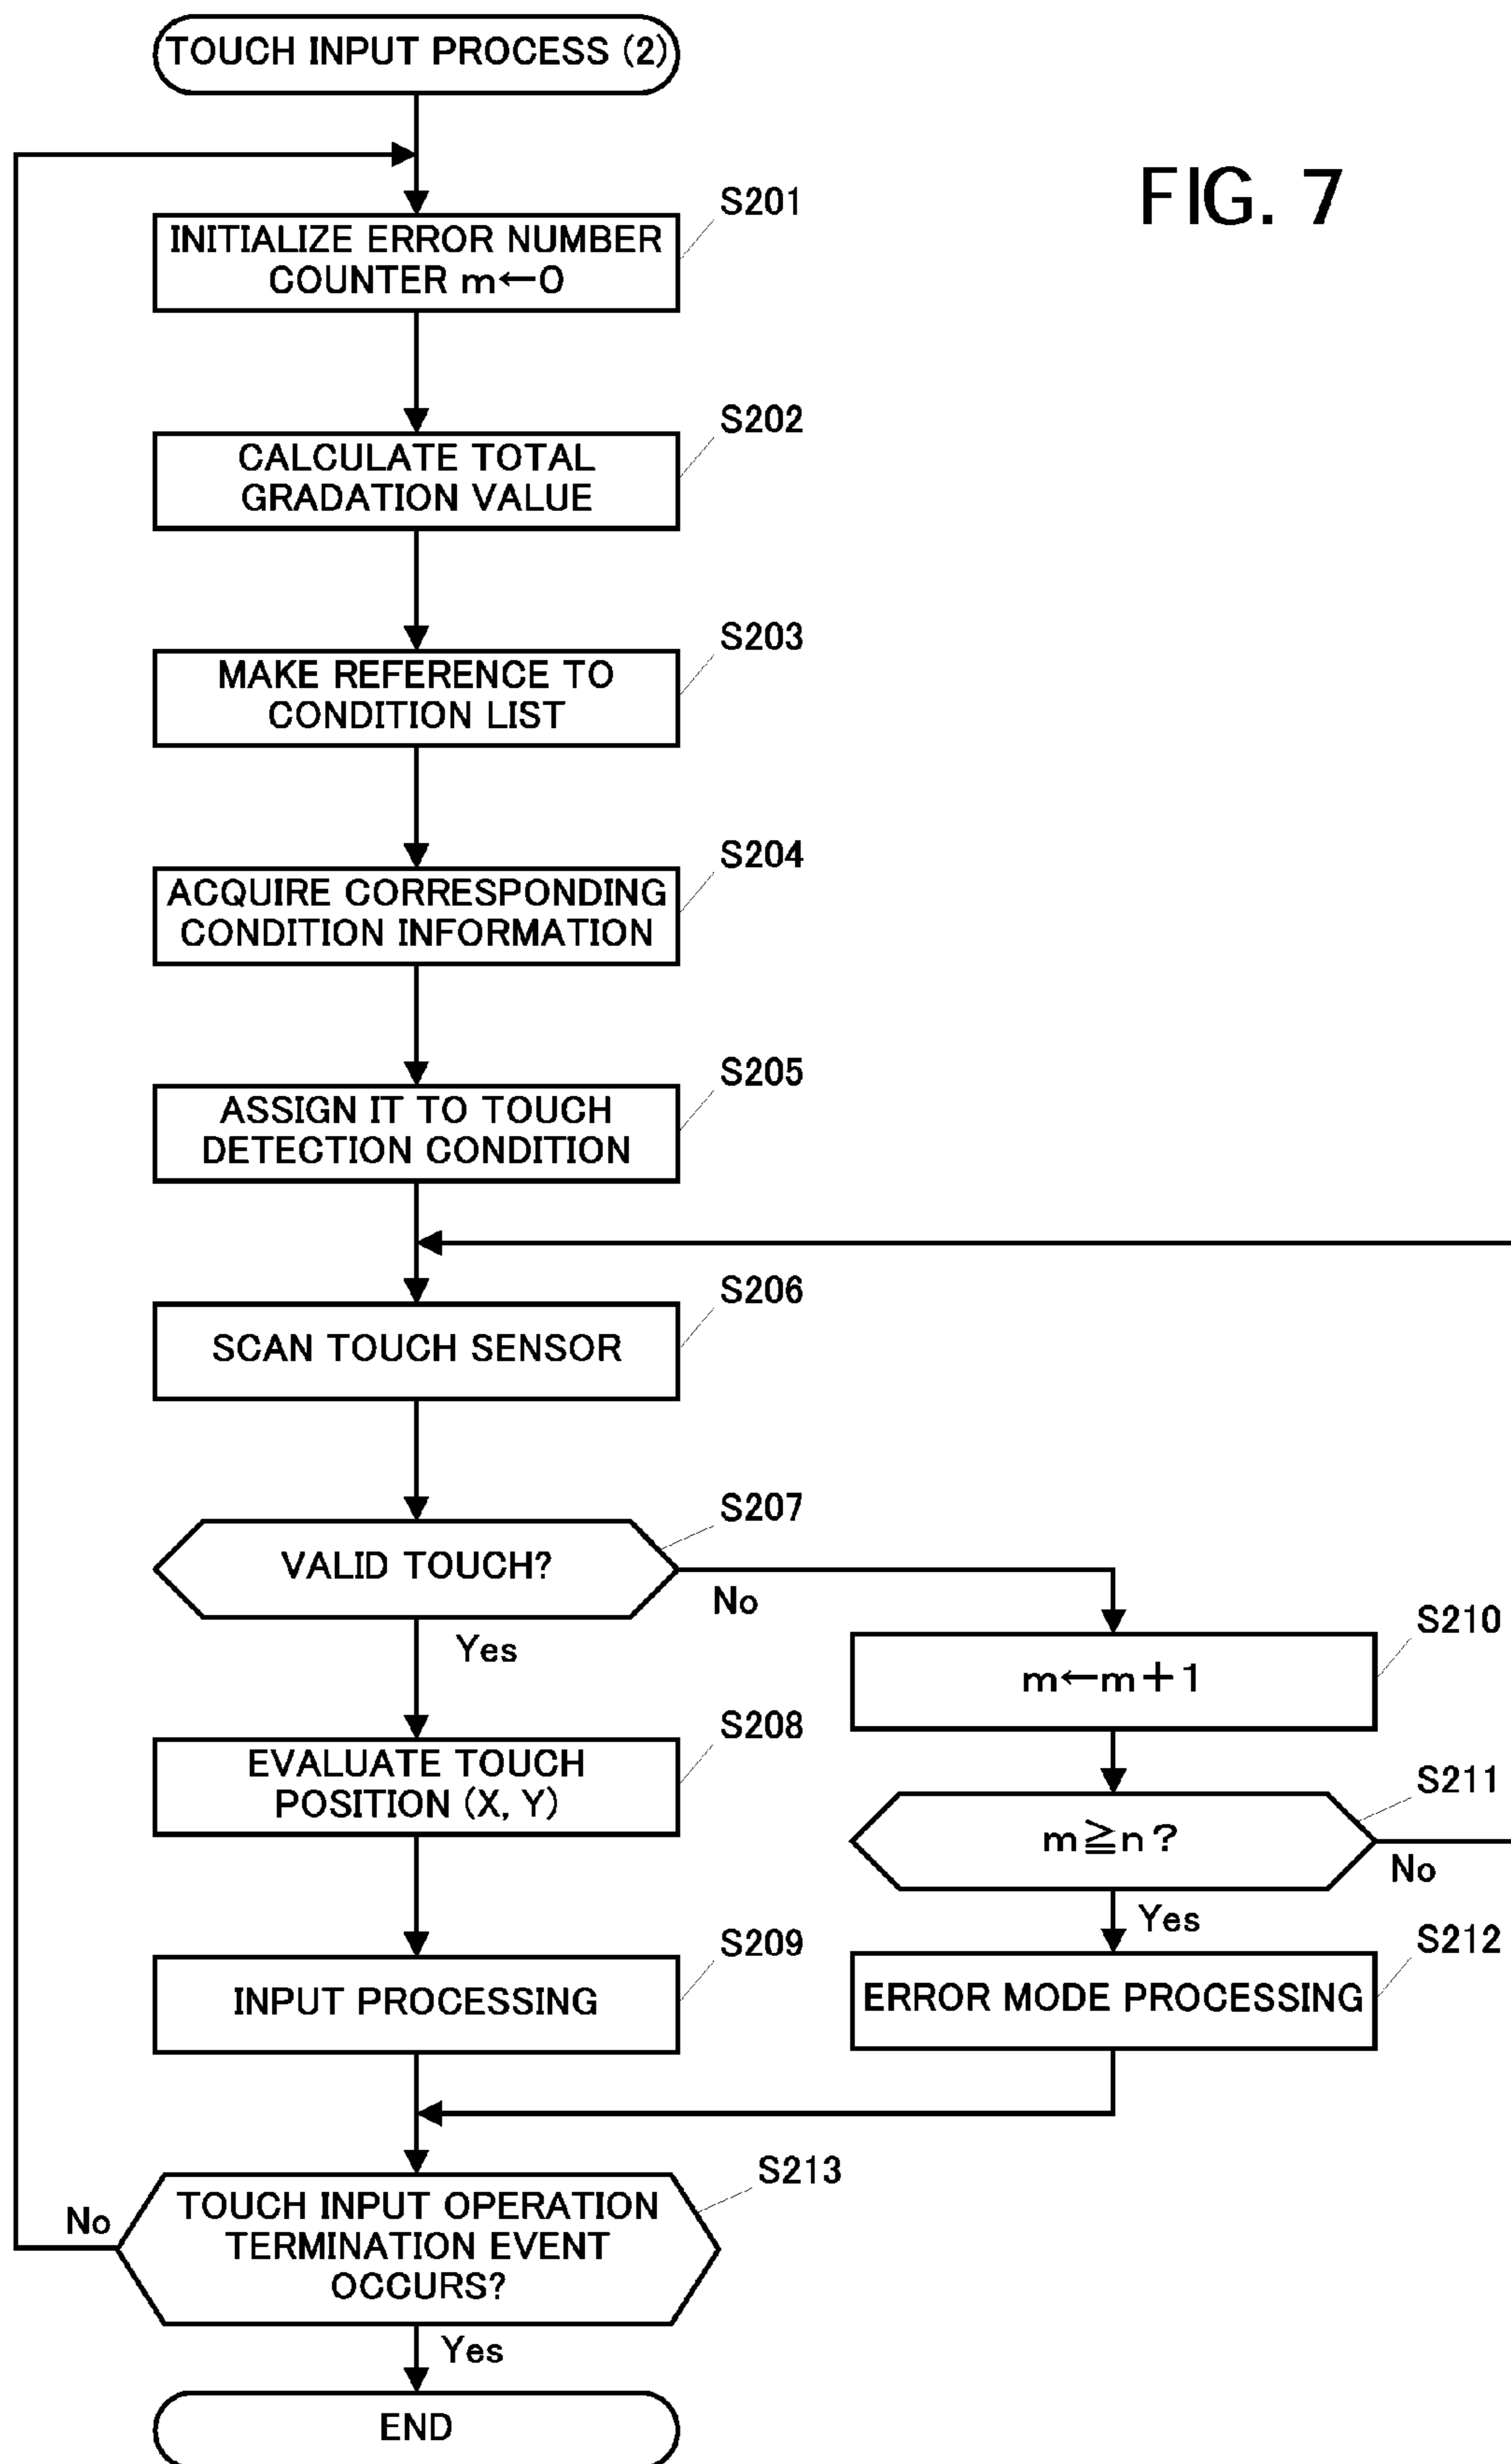 TOUCH INPUT PROCESS (2)
FIG. 7
S201
INITIALIZE ERROR NUMBER
COUNTER m←0
S202
CALCULATE TOTAL
GRADATION VALUE
S203
MAKE REFERENCE TO
CONDITION LIST
S204
ACQUIRE CORRESPONDING
CONDITION INFORMATION
S205
ASSIGN IT TO TOUCH
DETECTION CONDITION
S206
SCAN TOUCH SENSOR
S207
VALID TOUCH?
No
Yes
S208
EVALUATE TOUCH
POSITION (X, Y)
S209
INPUT PROCESSING
S210
m←m+1
S211
m≧n?
No
Yes
S212
ERROR MODE PROCESSING
S213
TOUCH INPUT OPERATION
TERMINATION EVENT
OCCURS?
No
Yes
END